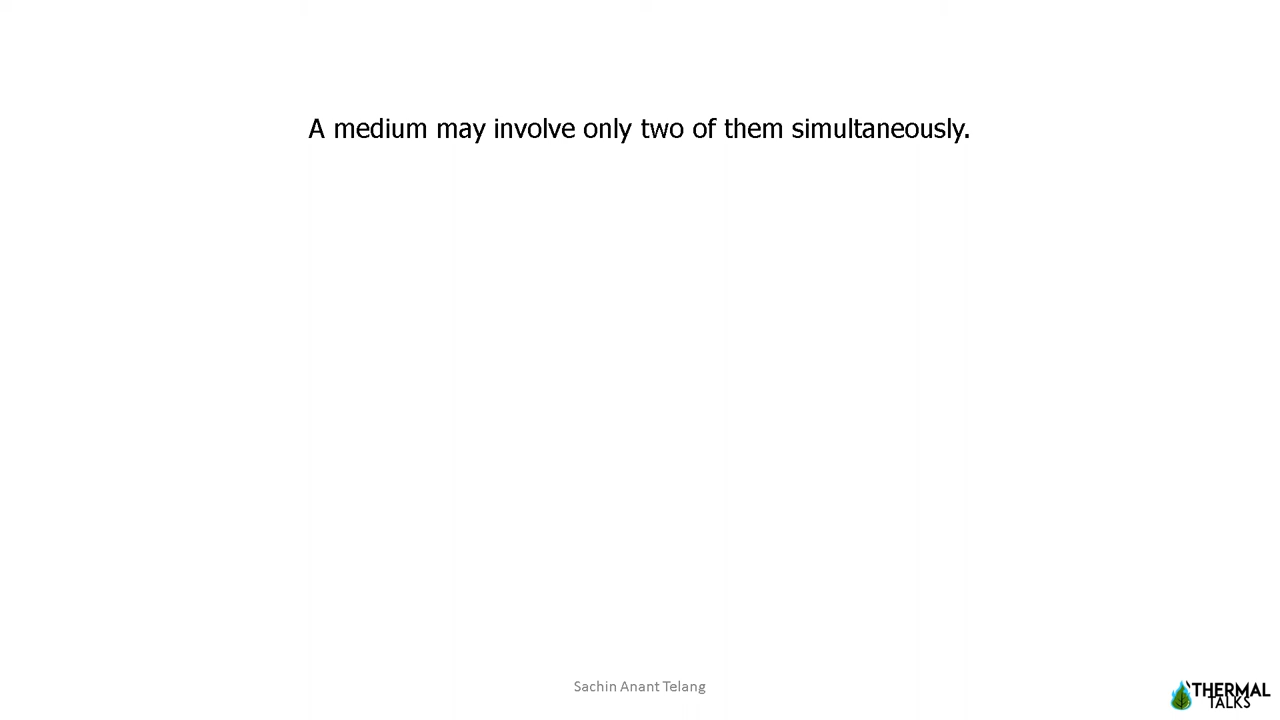 A medium may involve only two of them simultaneously.
Sachin Anant Telang
THERMAL
TALKS